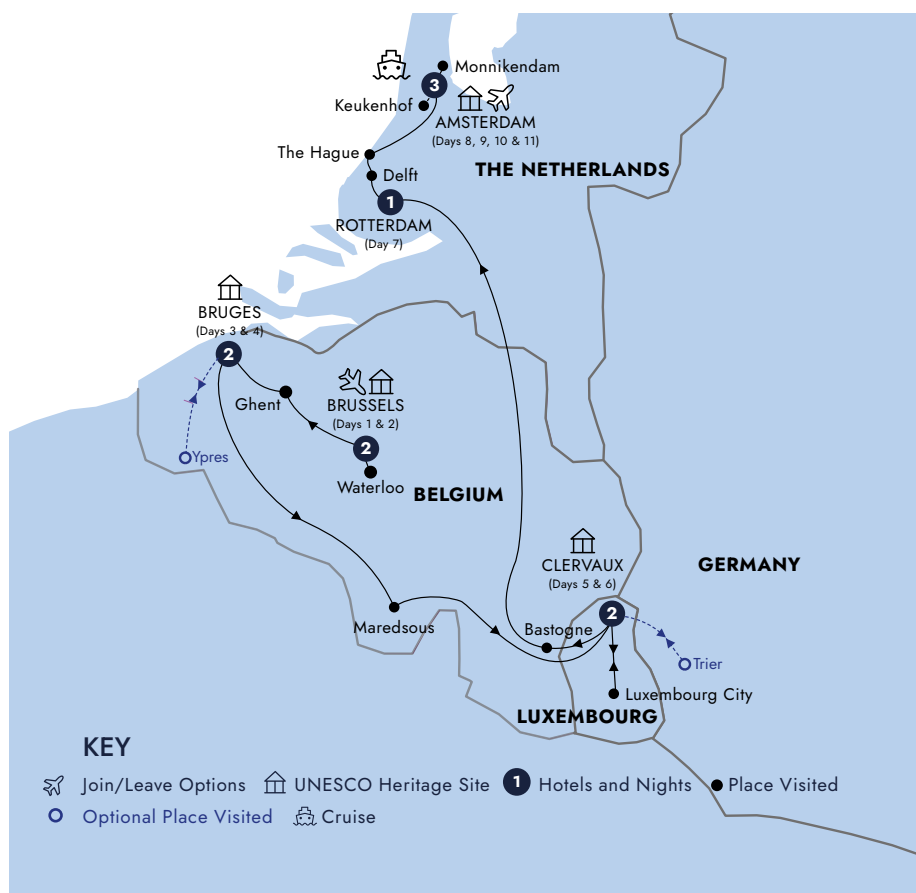 Monnikendam
3
Keukenhof
AMSTERDAM
(Days 8, 9, 10 & 11)
The Hague
THE NETHERLANDS
Delft
1
ROTTERDAM
(Day 7)
BRUGES
(Days 3 & 4)
2
Ghent
BRUSSELS
(Days 1 & 2)
2
Ypres
Waterloo
BELGIUM
CLERVAUX
(Days 5 & 6)
GERMANY
2
Maredsous
Bastogne
Trier
Luxembourg City
LUXEMBOURG
KEY
Join/Leave Options UNESCO Heritage Site 1 Hotels and Nights Place Visited
Optional Place Visited Cruise